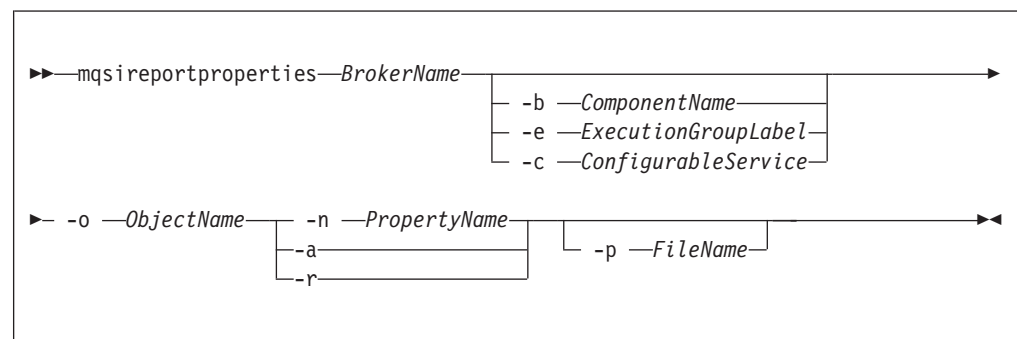 mqsireportproperties BrokerName
-b ComponentName
-e ExecutionGroupLabel
-c ConfigurableService
-o ObjectName -n PropertyName
-a -p FileName
-r